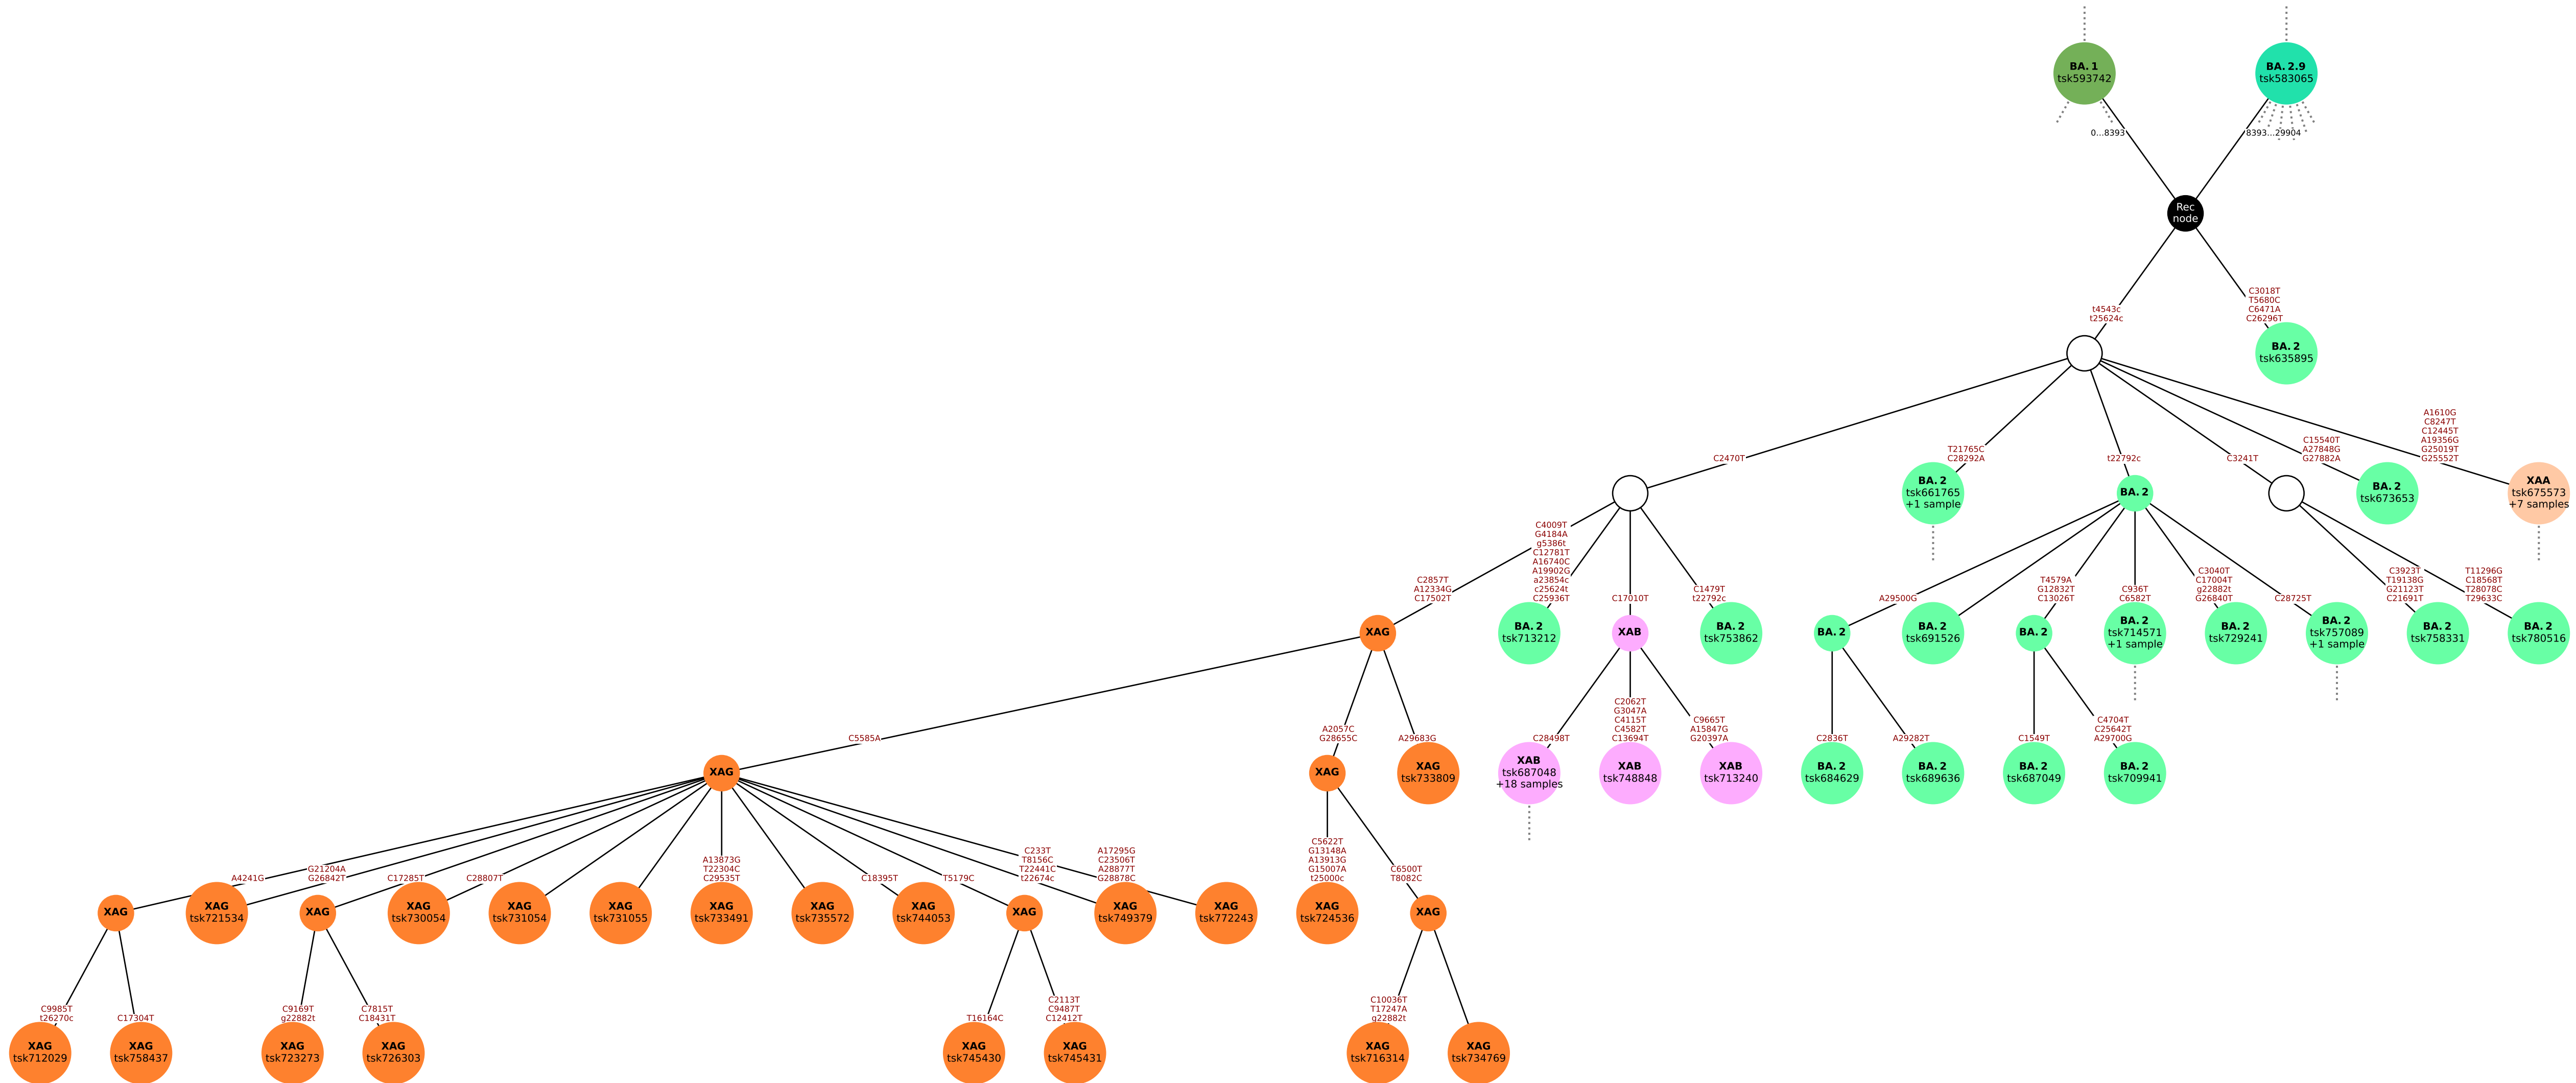 BA.1
tsk593742
BA.2.9
tsk583065
0…8393
8393…29904
Rec
node
t4543c
t25624c
C3018T
T5680C
C6471A
C26296T
BA.2
tsk635895
C2470T
T21765C
C28292A
t22792c
C3241T
C15540T
A27848G
G27882A
A1610G
C8247T
C12445T
A19356G
G25019T
G25552T
BA.2
tsk661765
+1 sample
BA.2
BA.2
tsk673653
XAA
tsk675573
+7 samples
C2857T
A12334G
C17502T
C4009T
G4184A
g5386t
C12781T
A16740C
A19902G
a23854c
c25624t
C25936T
C17010T
C1479T
t22792c
A29500G
T4579A
G12832T
C13026T
C936T
C6582T
C3040T
C17004T
g22882t
G26840T
C28725T
C3923T
T19138G
G21123T
C21691T
T11296G
C18568T
T28078C
T29633C
XAG
BA.2
tsk713212
XAB
BA.2
tsk753862
BA.2
BA.2
tsk691526
BA.2
BA.2
tsk714571
+1 sample
BA.2
tsk729241
BA.2
tsk757089
+1 sample
BA.2
tsk758331
BA.2
tsk780516
C5585A
A2057C
G28655C
A29683G
C28498T
C2062T
G3047A
C4115T
C4582T
C13694T
C9665T
A15847G
G20397A
C2836T
A29282T
C1549T
C4704T
C25642T
A29700G
XAG
XAG
XAG
tsk733809
XAB
tsk687048
+18 samples
XAB
tsk748848
XAB
tsk713240
BA.2
tsk684629
BA.2
tsk689636
BA.2
tsk687049
BA.2
tsk709941
A4241G
G21204A
G26842T
C17285T
C28807T
A13873G
T22304C
C29535T
C18395T
T5179C
C233T
T8156C
T22441C
t22674c
A17295G
C23506T
A28877T
G28878C
C5622T
G13148A
A13913G
G15007A
t25000c
C6500T
T8082C
XAG
XAG
tsk721534
XAG
XAG
tsk730054
XAG
tsk731054
XAG
tsk731055
XAG
tsk733491
XAG
tsk735572
XAG
tsk744053
XAG
XAG
tsk749379
XAG
tsk772243
XAG
tsk724536
XAG
C9985T
t26270c
C17304T
C9169T
g22882t
C7815T
C18431T
T16164C
C2113T
C9487T
C12412T
C10036T
T17247A
g22882t
XAG
tsk712029
XAG
tsk758437
XAG
tsk723273
XAG
tsk726303
XAG
tsk745430
XAG
tsk745431
XAG
tsk716314
XAG
tsk734769